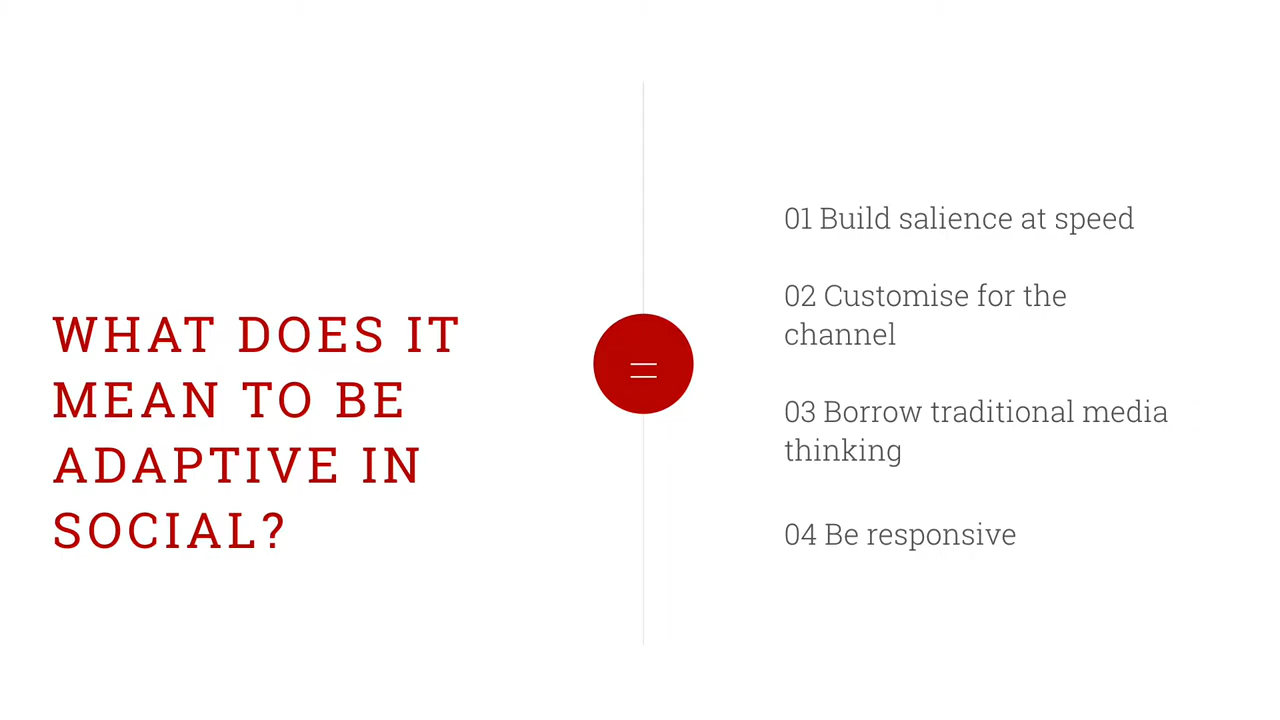 WHAT DOES IT
MEAN TO BE
ADAPTIVE IN
SOCIAL?
01 Build salience at speed
02 Customise for the
channel
03 Borrow traditional media
thinking
04 Be responsive